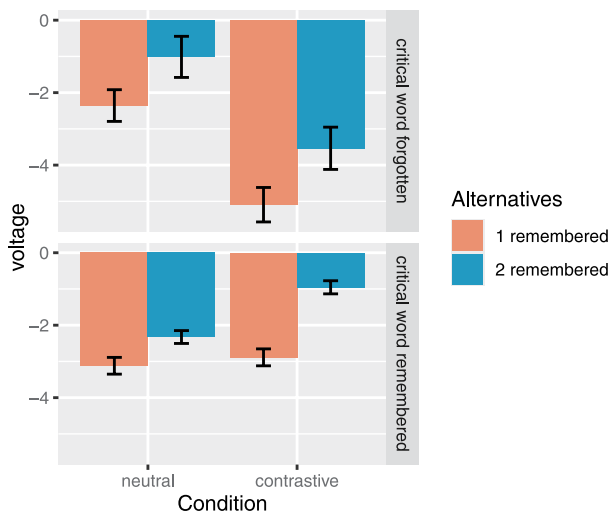 0
−2
−4
critical word forgotten
0
−2
−4
critical word remembered
voltage
neutral
contrastive
Condition
Alternatives
1 remembered
2 remembered